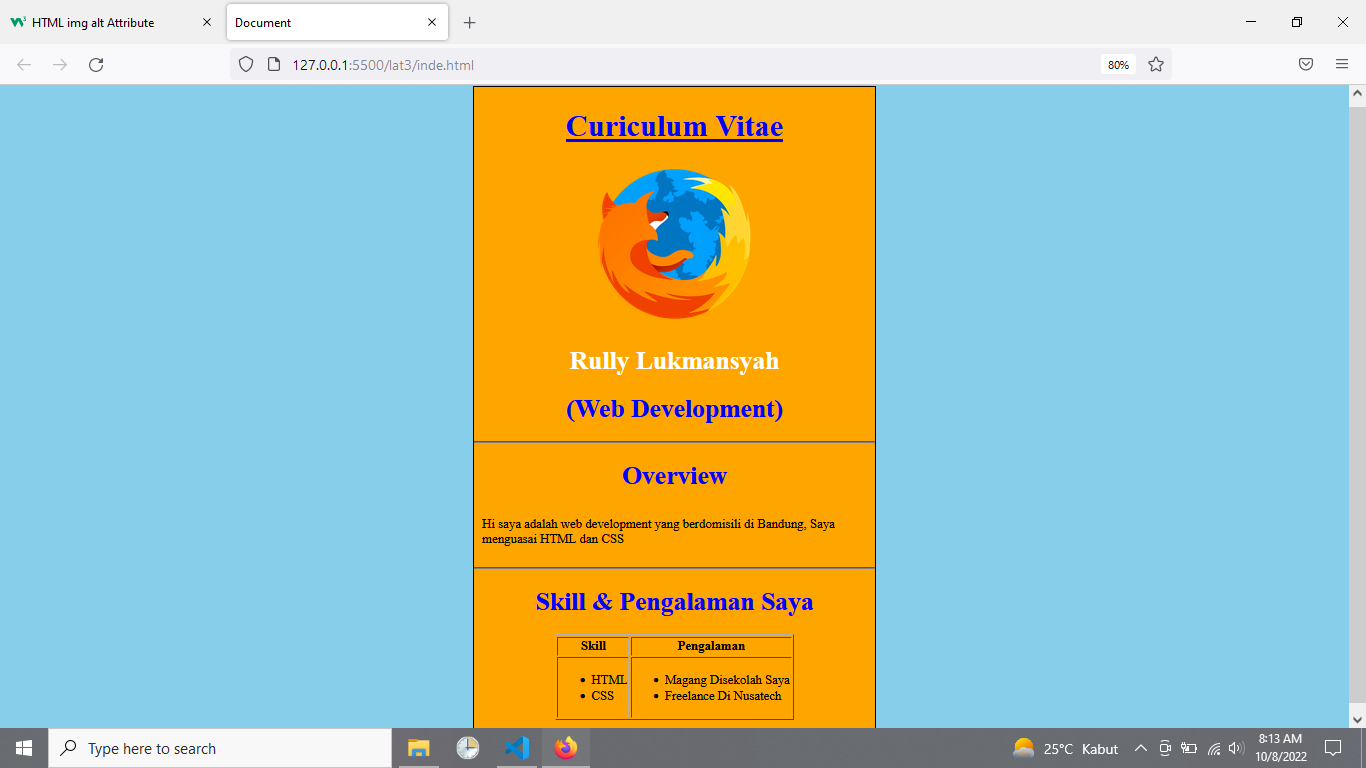 HTML img alt Attribute
Document
127.0.0.1:5500/lat3/inde.html
80%
Curiculum Vitae
Rully Lukmansyah
(Web Development)
Overview
Hi saya adalah web development yang berdomisili di Bandung, Saya
menguasai HTML dan CSS
Skill & Pengalaman Saya
Skill
Pengalaman
HTML
CSS
Magang Disekolah Saya
Freelance Di Nusatech
Type here to search
25°C Kabut
8:13 AM
10/8/2022